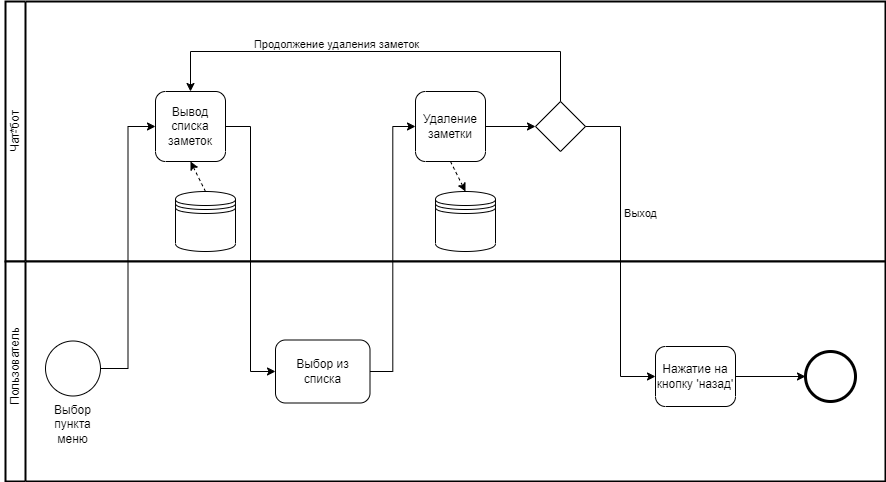 Продолжение удаления заметок
Чат*бот
Вывод
списка
заметок
Удаление
заметки
Выход
Пользователь
Выбор из
списка
Нажатие на
кнопку 'назад'
Выбор
пункта
меню